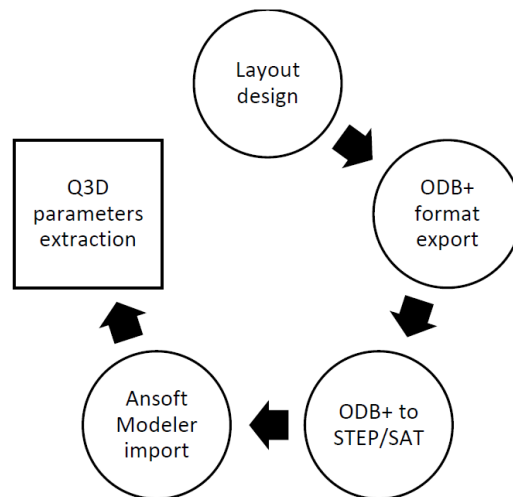 Layout
design
ODB+
format
export
ODB+ to
STEP/SAT
Ansoft
Modeler
import
Q3D
parameters
extraction